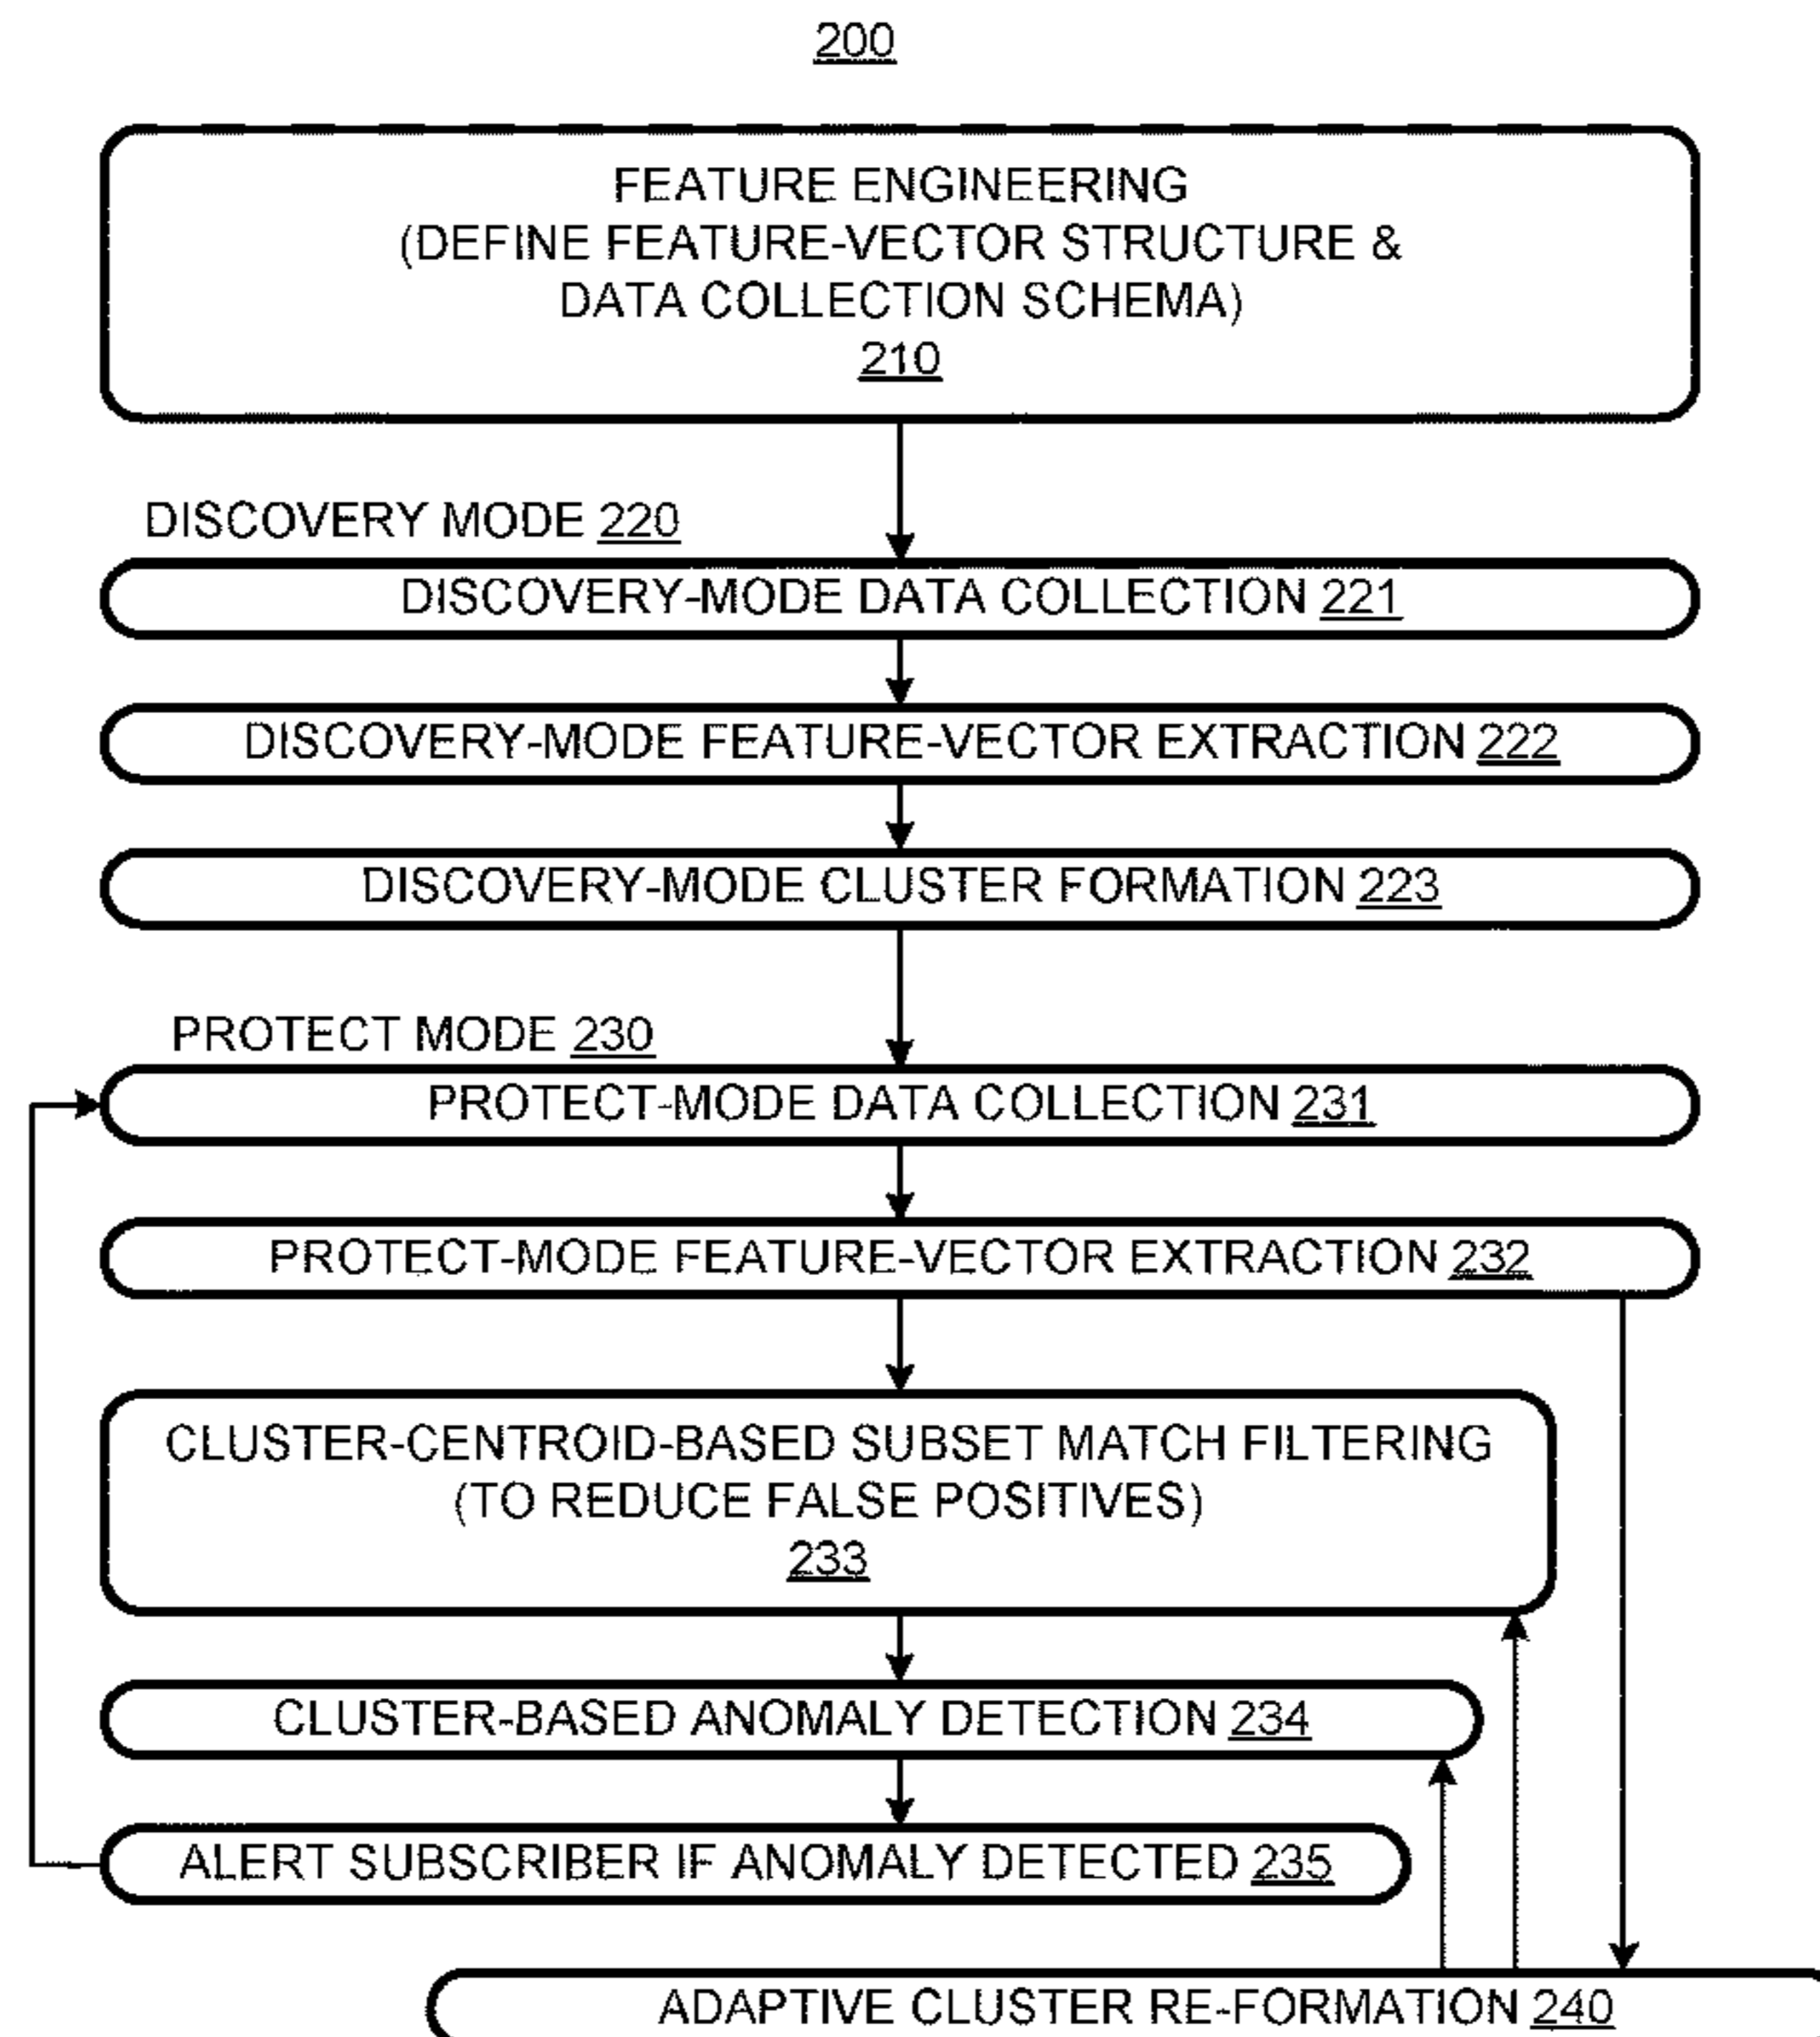 200
FEATURE ENGINEERING
(DEFINE FEATURE-VECTOR STRUCTURE &
DATA COLLECTION SCHEMA)
210
DISCOVERY MODE 220
DISCOVERY-MODE DATA COLLECTION 221
DISCOVERY-MODE FEATURE-VECTOR EXTRACTION 222
DISCOVERY-MODE CLUSTER FORMATION 223
PROTECT MODE 230
PROTECT-MODE DATA COLLECTION 231
PROTECT-MODE FEATURE-VECTOR EXTRACTION 232
CLUSTER-CENTROID-BASED SUBSET MATCH FILTERING
(TO REDUCE FALSE POSITIVES)
233
CLUSTER-BASED ANOMALY DETECTION 234
ALERT SUBSCRIBER IF ANOMALY DETECTED 235
ADAPTIVE CLUSTER RE-FORMATION 240